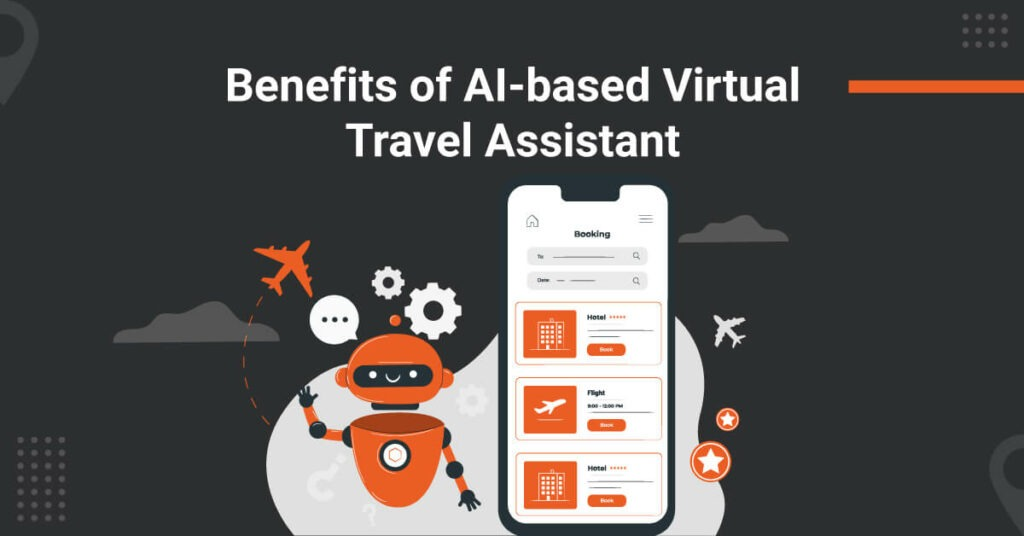 Benefits of AI-based Virtual
Travel Assistant
Booking
To:
Date:
Hotel
Book
Flight
9:00 - 12:00 PM
Book
Hotel
Book